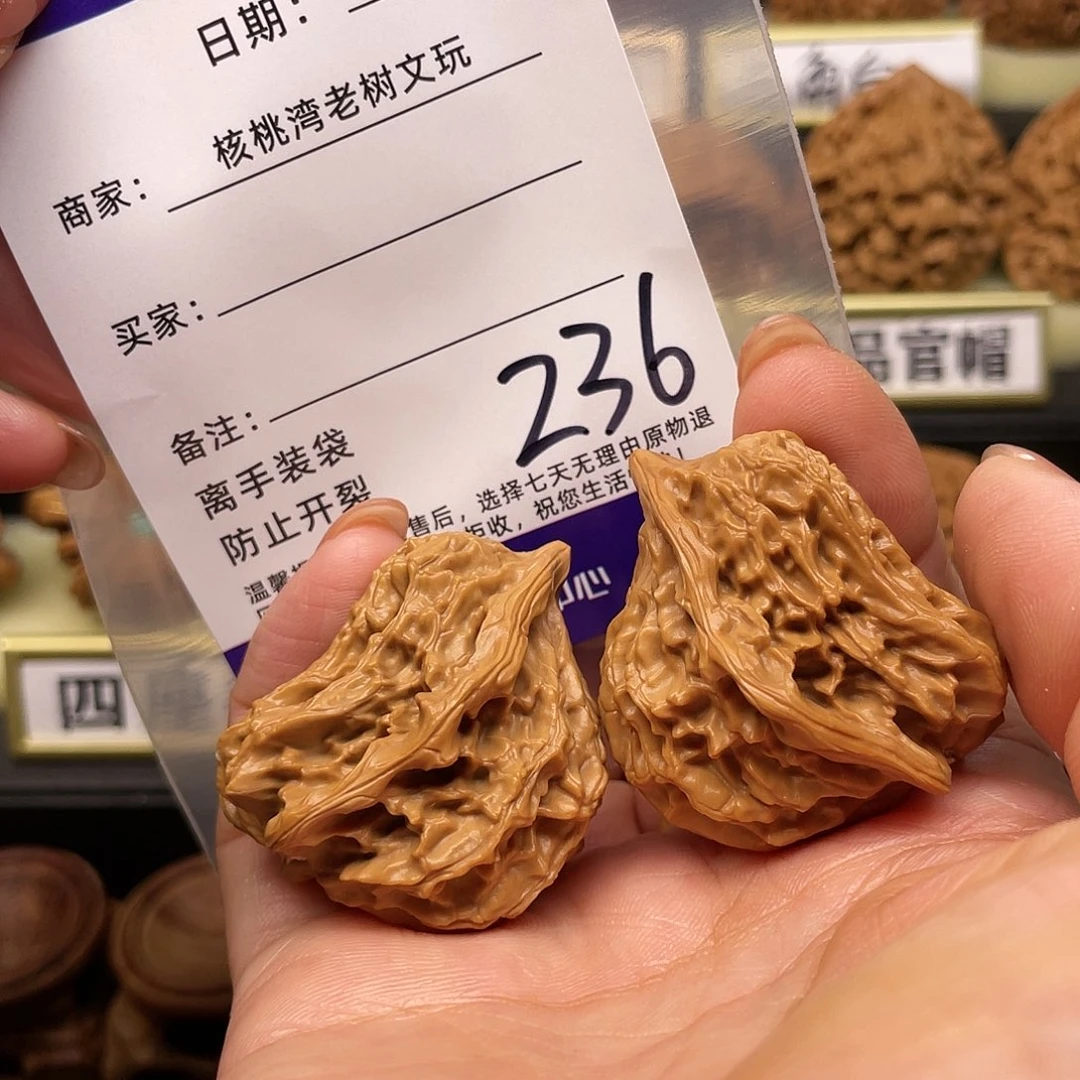 日期：
商家：核桃湾老树文玩
买家：
备注：
236
离手装袋
防止开裂
售后，选择七天无理由原物退
拒收，祝您生活
温馨
中心
品官帽
四